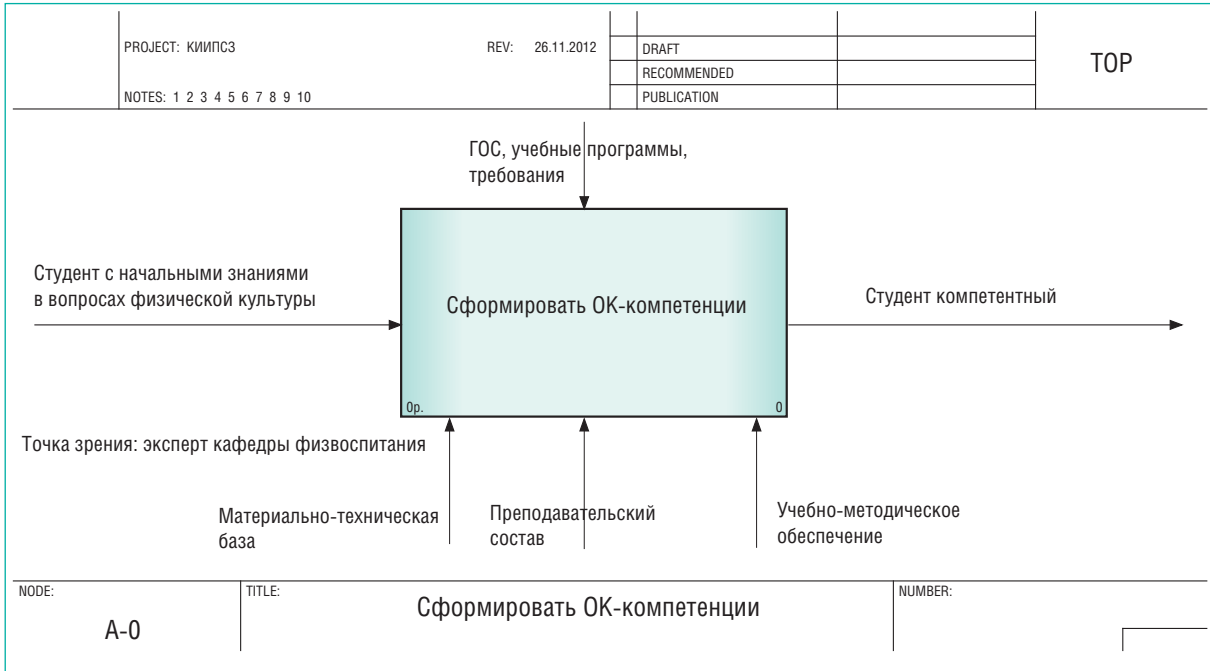 PROJECT: КИИПСЗ
REV: 26.11.2012
DRAFT
TOP
RECOMMENDED
NOTES: 1 2 3 4 5 6 7 8 9 10
PUBLICATION
ГОС, учебные программы,
требования
Студент с начальными знаниями
в вопросах физической культуры
Сформировать ОК-компетенции
Студент компетентный
0р.
0
Точка зрения: эксперт кафедры физвоспитания
Материально-техническая
база
Преподавательский
состав
Учебно-методическое
обеспечение
NODE:
A-0
TITLE:
Сформировать ОК-компетенции
NUMBER: